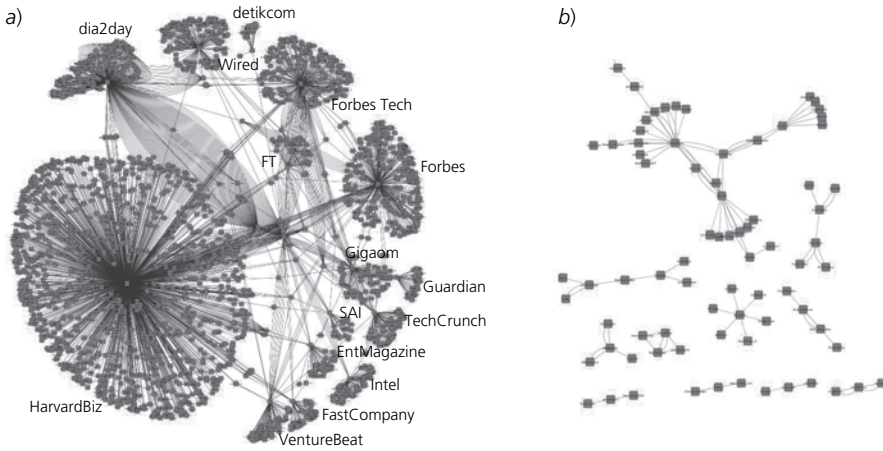 a)
b)
detikcom
dia2day
Wired
Forbes Tech
FT
Forbes
Gigaom
Guardian
SAI
TechCrunch
EntMagazine
Intel
HarvardBiz
FastCompany
VentureBeat